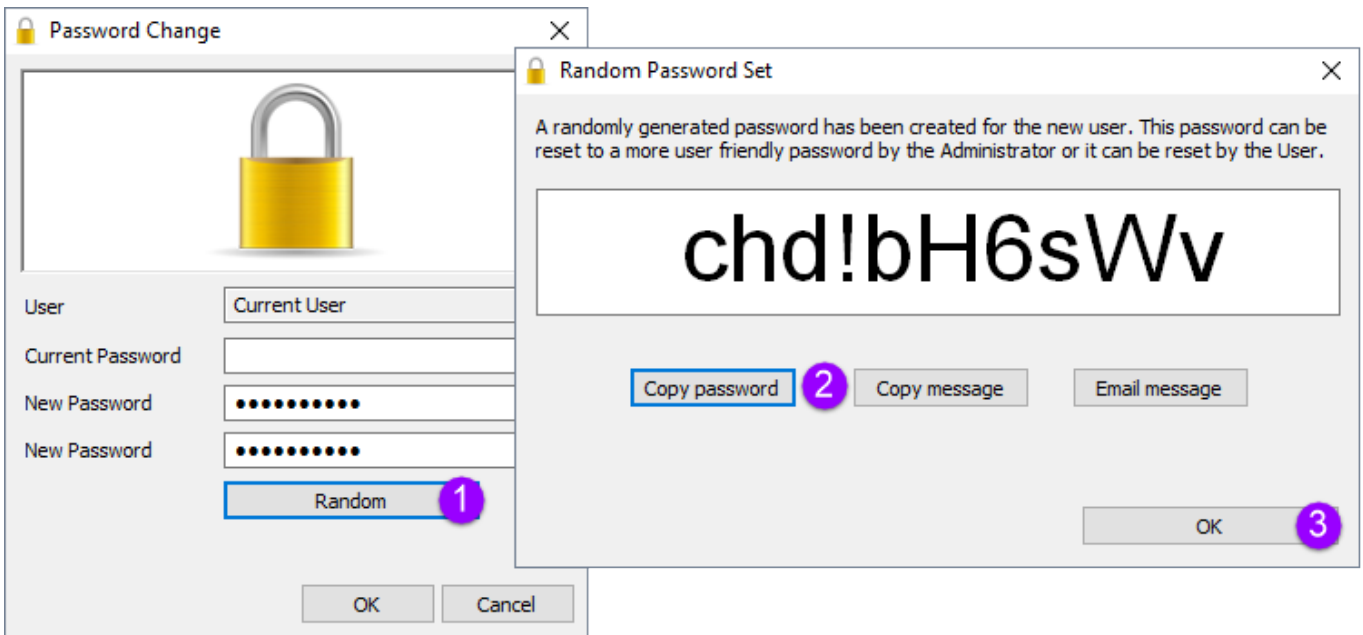 Password Change
User
Current User
Current Password
New Password
••••••••••
New Password
••••••••••
Random
1
OK
Cancel
Random Password Set
A randomly generated password has been created for the new user. This password can be
reset to a more user friendly password by the Administrator or it can be reset by the User.
chd!bH6sWv
Copy password
2
Copy message
Email message
OK
3